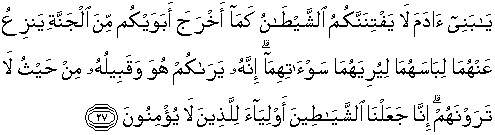 يَـٰبَنِىٓ ءَادَمَ لَا يَفْتِنَنَّكُمُ ٱلشَّيْطَـٰنُ كَمَآ أَخْرَجَ أَبَوَيْكُم مِّنَ ٱلْجَنَّةِ يَنزِعُ
عَنْهُمَا لِبَاسَهُمَا لِيُرِيَهُمَا سَوْءَٰتِهِمَآ ۗ إِنَّهُۥ يَرَىٰكُمْ هُوَ وَقَبِيلُهُۥ مِنْ حَيْثُ لَا
تَرَوْنَهُمْ ۗ إِنَّا جَعَلْنَا ٱلشَّيَـٰطِينَ أَوْلِيَآءَ لِلَّذِينَ لَا يُؤْمِنُونَ ٢٧